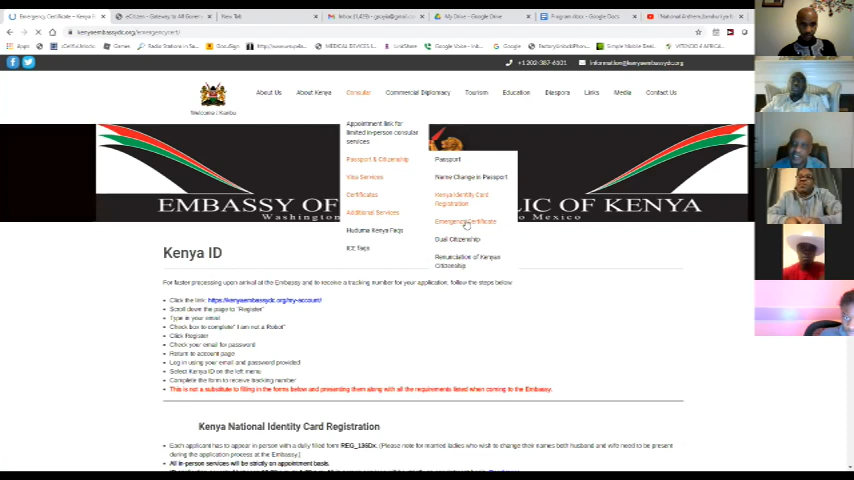 Emergency Certificate – Kenya E
eCitizen - Gateway to All Govern
New Tab
My Drive - Google Drive
Program.docx - Google Docs
kenyaembassydc.org/emergencycert/
Apps
Games
DocuSign
MEDICAL DEVICES
LinkShare
Google
+1 202-387-6101
information@kenyaembassydc.org
About Us
About Kenya
Consular
Commercial Diplomacy
Tourism
Education
Diaspora
Links
Media
Contact Us
Appointment link for
limited in-person consular
services
Passport & Citizenship
Visa Services
Certificates
Additional Services
Huduma Kenya Faqs
ICE Faqs
Passport
Name Change in Passport
Kenya Identity Card
Registration
Emergency Certificate
Dual Citizenship
Renunciation of Kenyan
Citizenship
EMBASSY OF
IC OF KENYA
Washington
Mexico
Kenya ID
For faster processing upon arrival at the Embassy and to receive a tracking number for your application, follow the steps below
Click the link: https://kenyaembassydc.org/my-account/
Scroll down the page to "Register"
Type in your email
Check box to complete "I am not a Robot"
Click Register
Check your email for password
Return to account page
Log in using your email and password provided
Select Kenya ID on the left menu
Complete the form to receive tracking number
This is not a substitute to filling in the forms below and presenting them along with all the requirements listed when coming to the Embassy.
Kenya National Identity Card Registration
Each applicant has to appear in person with a duly filled form REG_136Dx. (Please note for married ladies who wish to change their names both husband and wife need to be present
during the application process at the Embassy.)
All in-person services will be strictly on appointment basis.